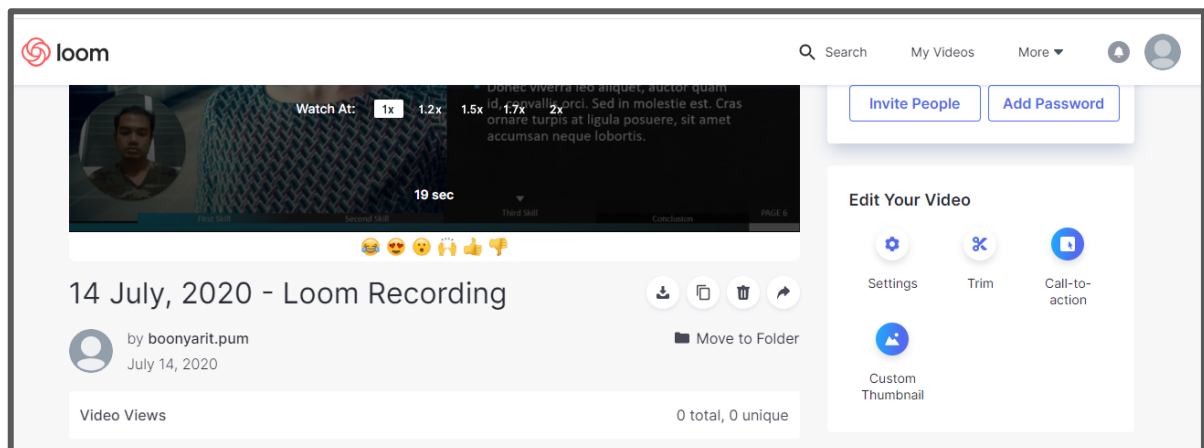 loom
Search My Videos More
Donec viverra leo aliquet, auctor quam
id, convallis orci. Sed in molestie est. Cras
ornare turpis at ligula posuere, sit amet
accumsan neque lobortis.
Watch At: 1x 1.2x 1.5x 1.7x 2x
19 sec
First Skill Second Skill Third Skill Conclusion PAGE 6
14 July, 2020 - Loom Recording
by boonyarit.pum
July 14, 2020
Move to Folder
Video Views 0 total, 0 unique
Invite People Add Password
Edit Your Video
Settings Trim Call-to-
action
Custom
Thumbnail